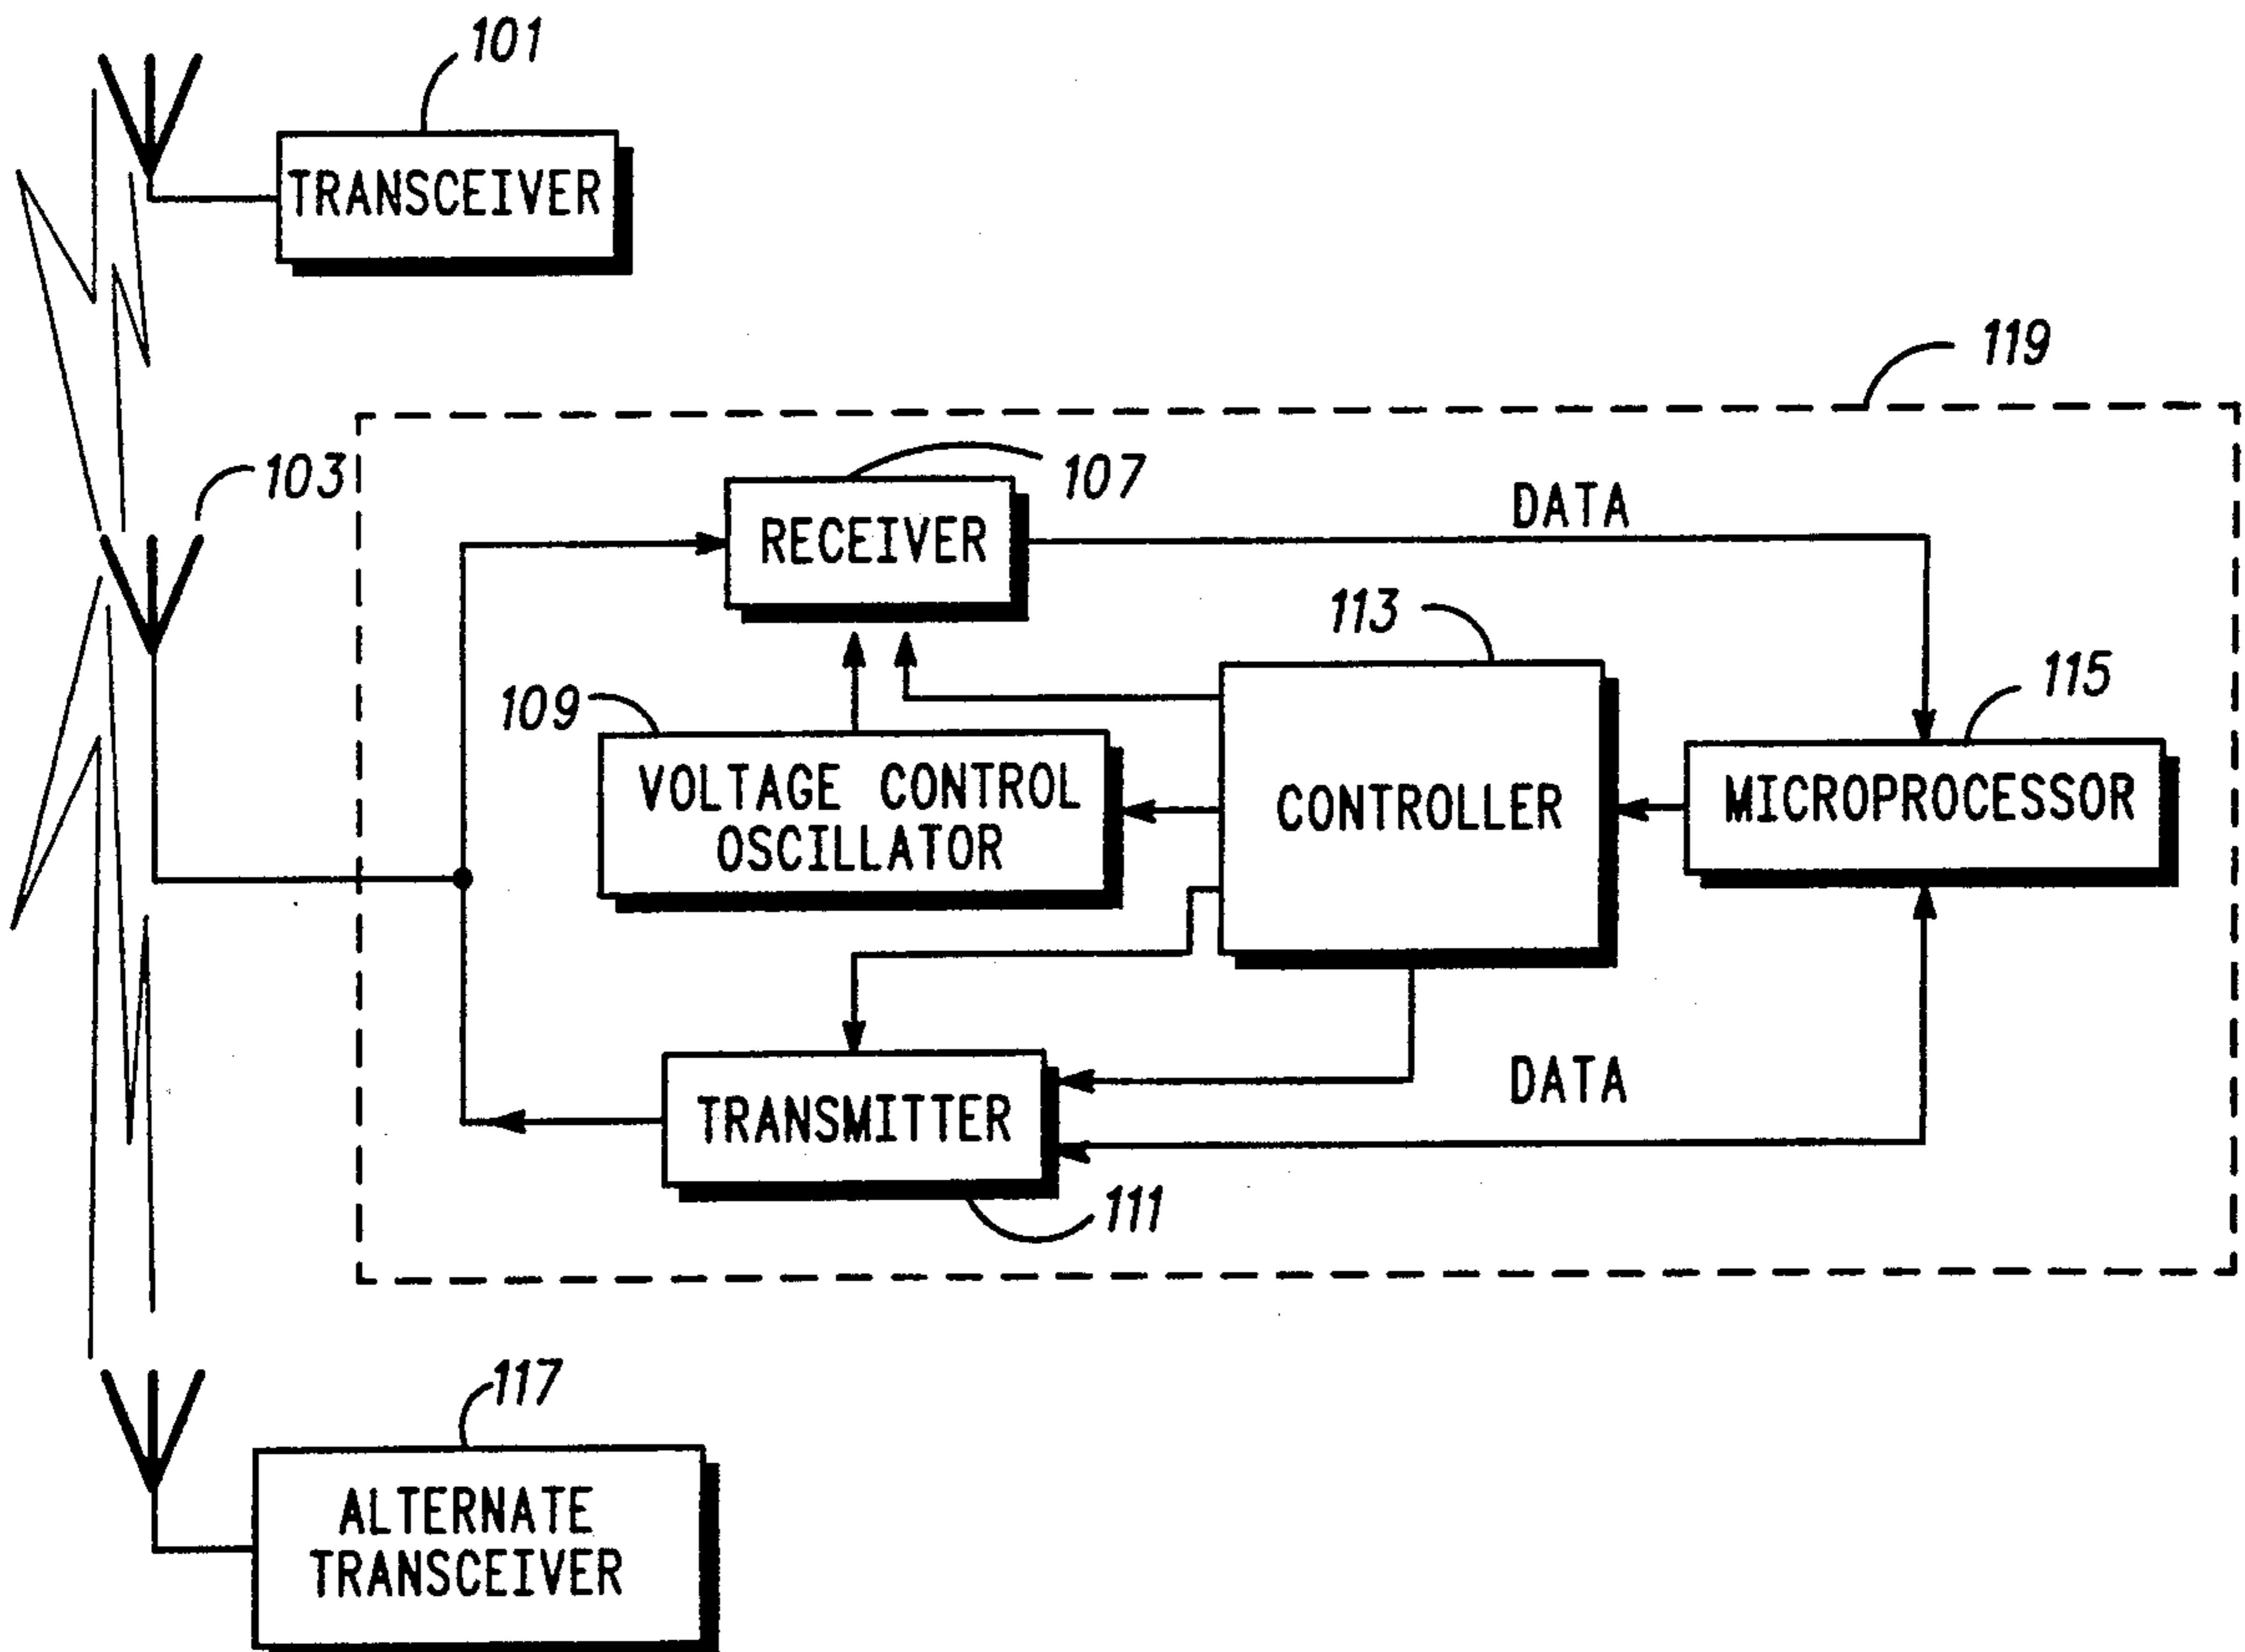 101
TRANSCEIVER
119
103
107
RECEIVER
DATA
113
115
109
VOLTAGE CONTROL
OSCILLATOR
CONTROLLER
MICROPROCESSOR
DATA
TRANSMITTER
111
117
ALTERNATE
TRANSCEIVER